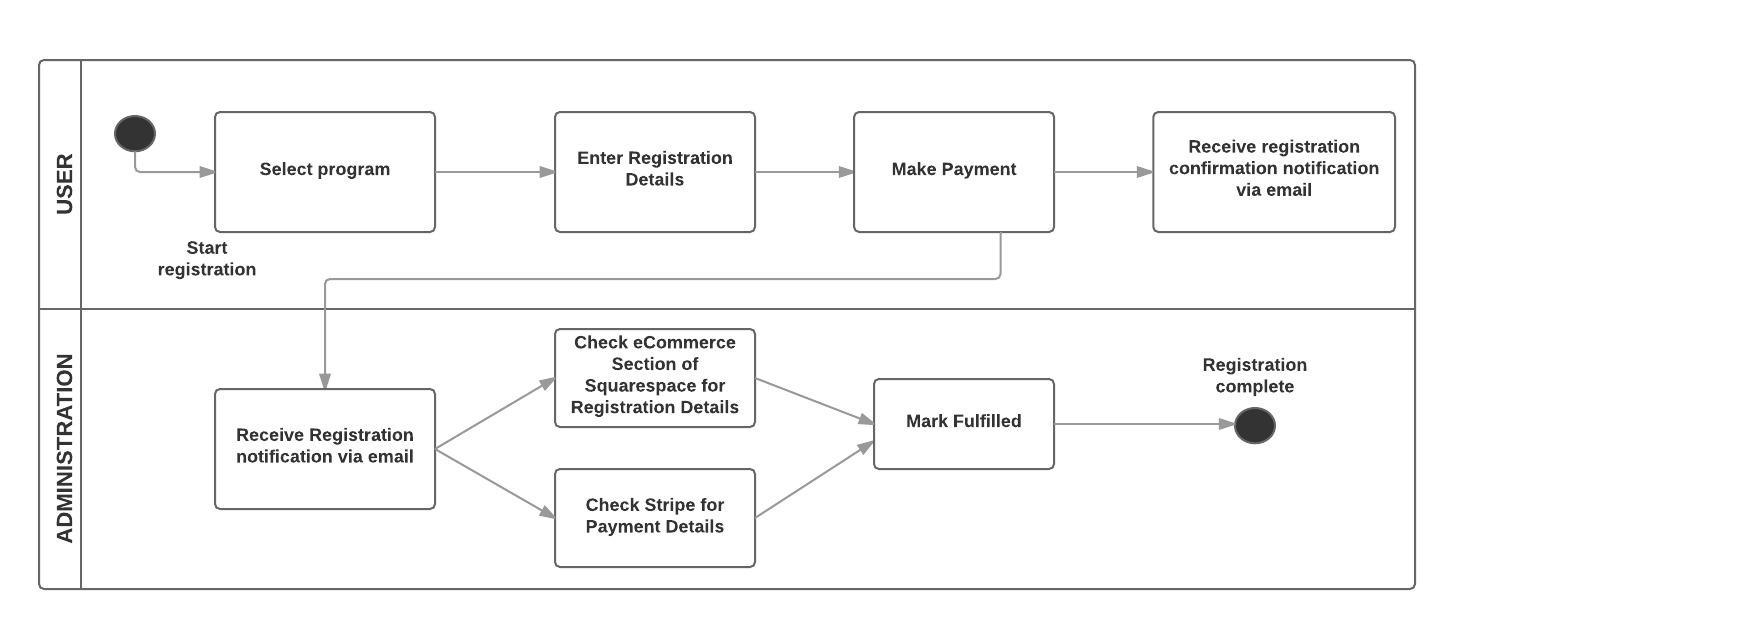 USER
Select program
Enter Registration
Details
Make Payment
Receive registration
confirmation notification
via email
Start
registration
ADMINISTRATION
Receive Registration
notification via email
Check eCommerce
Section of
Squarespace for
Registration Details
Check Stripe for
Payment Details
Mark Fulfilled
Registration
complete